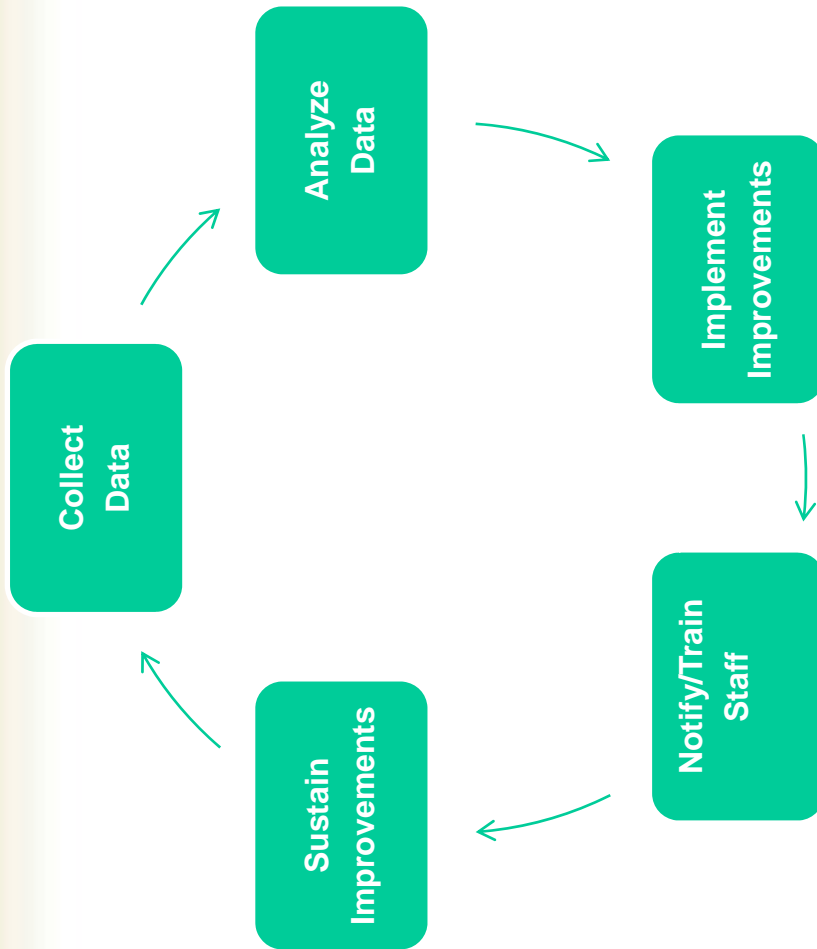 Collect
Data
Analyze
Data
Implement
Improvements
Notify/Train
Staff
Sustain
Improvements